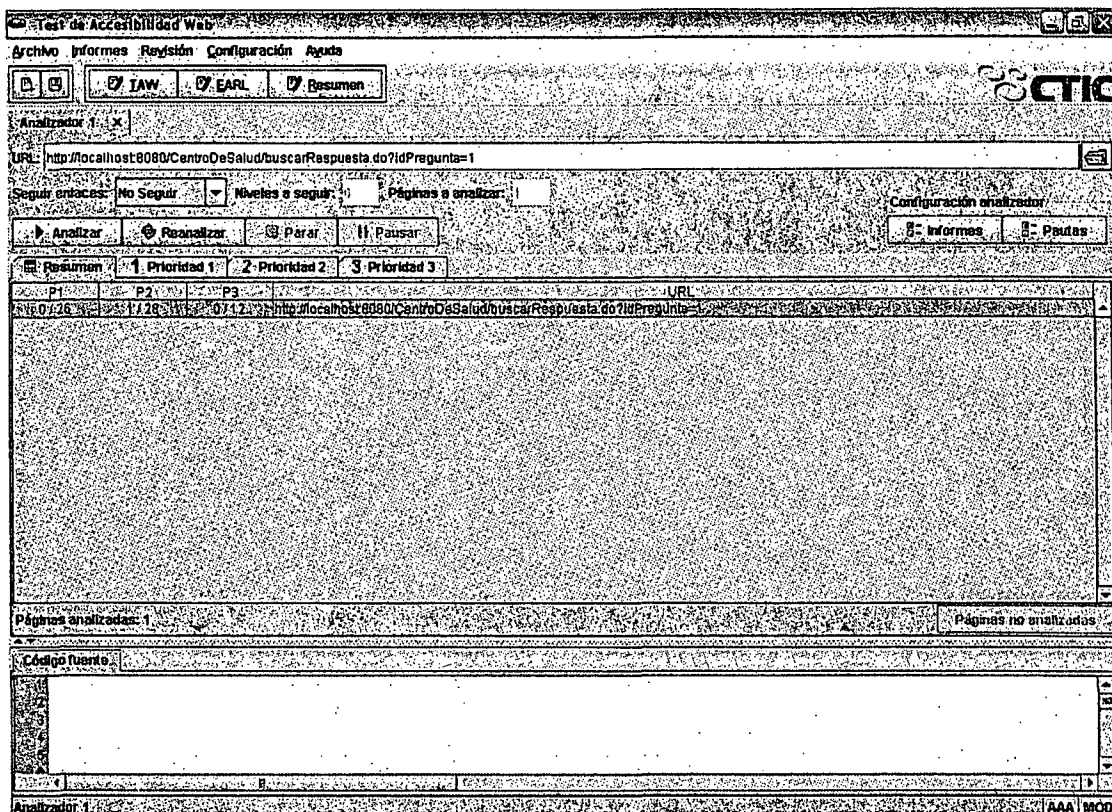 Test de Accesibilidad Web
Archivo Informes Revisión Configuración Ayuda
TAW EARL Resumen
CTIC
Analizador 1 X
URL: http://localhost:8080/CentroDeSalud/buscarRespuesta.do?idPregunta=1
Seguir enlaces: No Seguir Niveles a seguir: Páginas a analizar:
Configuración analizador
Analizar Reanalizar Parar Pausar Informes Pautas
Resumen 1 Prioridad 1 2 Prioridad 2 3 Prioridad 3
P1 P2 P3 URL
0 / 26 1 / 28 0 / 12 http://localhost:8080/CentroDeSalud/buscarRespuesta.do?idPregunta=1
Páginas analizadas: 1 Páginas no analizadas
Código fuente
Analizador 1 AAA MOD